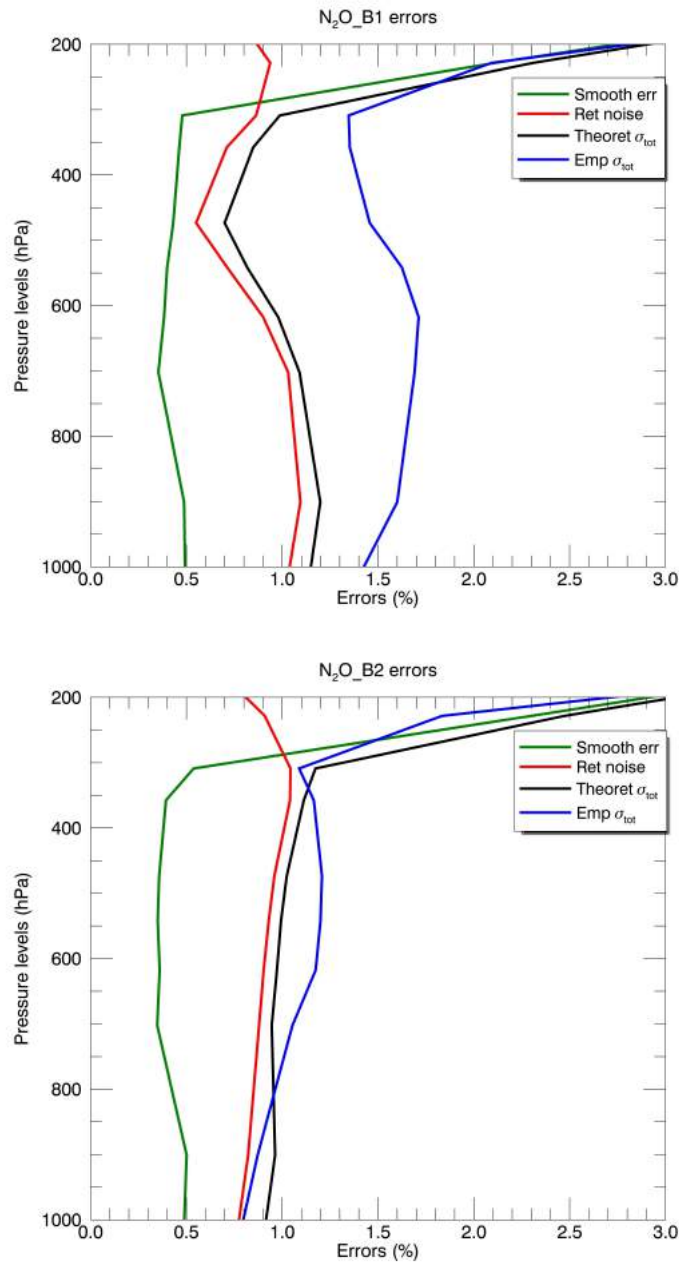 N₂O_B1 errors
200
400
600
800
1000
Pressure levels (hPa)
Smooth err
Ret noise
Theoret σtot
Emp σtot
0.0 0.5 1.0 1.5 2.0 2.5 3.0
Errors (%)
N₂O_B2 errors
200
400
600
800
1000
Pressure levels (hPa)
Smooth err
Ret noise
Theoret σtot
Emp σtot
0.0 0.5 1.0 1.5 2.0 2.5 3.0
Errors (%)